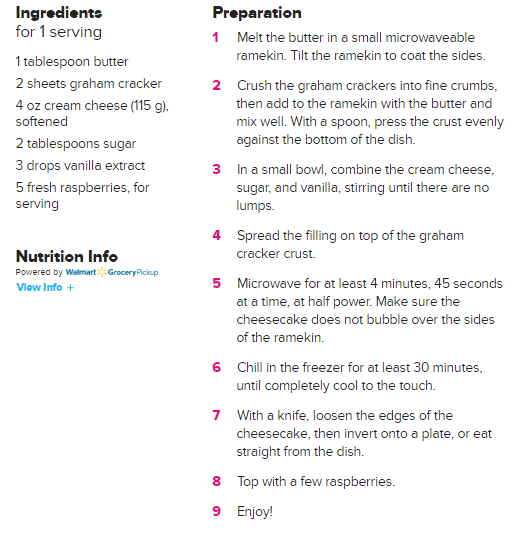 Ingredients
for 1 serving
1 tablespoon butter
2 sheets graham cracker
4 oz cream cheese (115 g),
softened
2 tablespoons sugar
3 drops vanilla extract
5 fresh raspberries, for
serving
Nutrition Info
Powered by Walmart GroceryPickup
View Info +
Preparation
1 Melt the butter in a small microwaveable
ramekin. Tilt the ramekin to coat the sides.
2 Crush the graham crackers into fine crumbs,
then add to the ramekin with the butter and
mix well. With a spoon, press the crust evenly
against the bottom of the dish.
3 In a small bowl, combine the cream cheese,
sugar, and vanilla, stirring until there are no
lumps.
4 Spread the filling on top of the graham
cracker crust.
5 Microwave for at least 4 minutes, 45 seconds
at a time, at half power. Make sure the
cheesecake does not bubble over the sides
of the ramekin.
6 Chill in the freezer for at least 30 minutes,
until completely cool to the touch.
7 With a knife, loosen the edges of the
cheesecake, then invert onto a plate, or eat
straight from the dish.
8 Top with a few raspberries.
9 Enjoy!